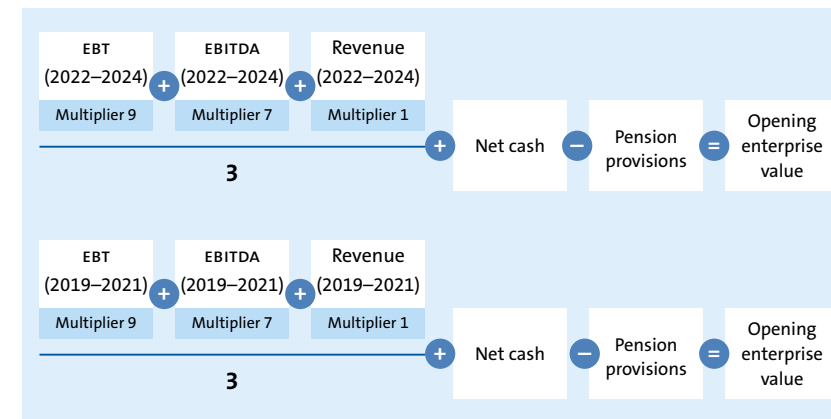 EBT
(2022–2024)
Multiplier 9
+
EBITDA
(2022–2024)
Multiplier 7
+
Revenue
(2022–2024)
Multiplier 1
3
+
Net cash
–
Pension
provisions
=
Opening
enterprise
value
EBT
(2019–2021)
Multiplier 9
+
EBITDA
(2019–2021)
Multiplier 7
+
Revenue
(2019–2021)
Multiplier 1
3
+
Net cash
–
Pension
provisions
=
Opening
enterprise
value